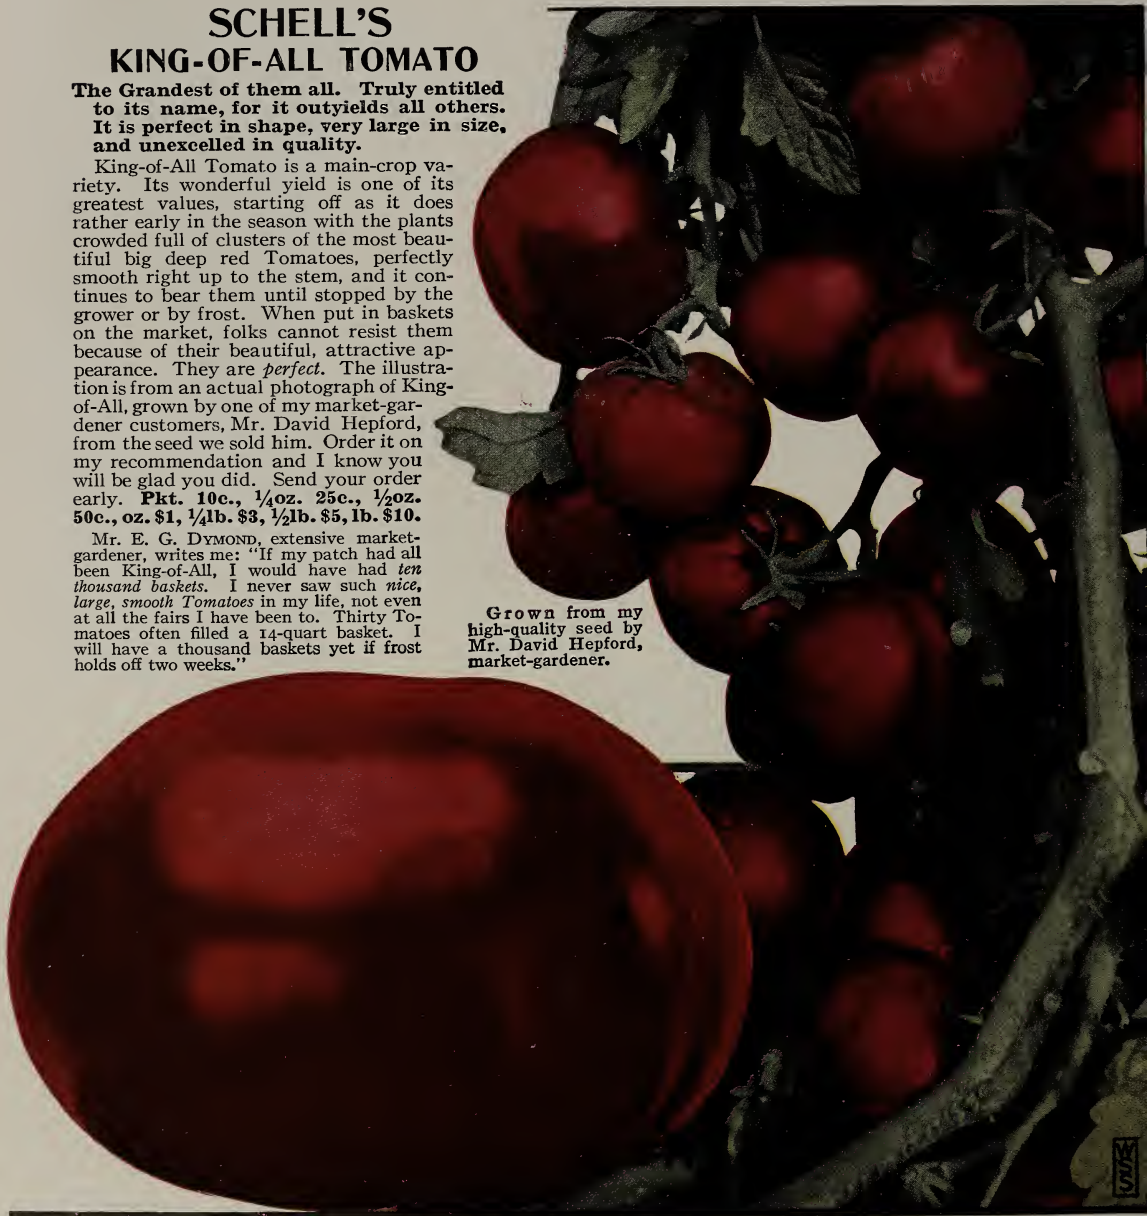 SCHELL'S
KING-OF-ALL TOMATO
The Grandest of them all. Truly entitled
to its name, for it outyields all others.
It is perfect in shape, very large in size,
and unexcelled in quality.
King-of-All Tomato is a main-crop va-
riety. Its wonderful yield is one of its
greatest values, starting off as it does
rather early in the season with the plants
crowded full of clusters of the most beau-
tiful big deep red Tomatoes, perfectly
smooth right up to the stem, and it con-
tinues to bear them until stopped by the
grower or by frost. When put in baskets
on the market, folks cannot resist them
because of their beautiful, attractive ap-
pearance. They are perfect. The illustra-
tion is from an actual photograph of King-
of-All, grown by one of my market-gar-
dener customers, Mr. David Hepford,
from the seed we sold him. Order it on
my recommendation and I know you
will be glad you did. Send your order
early. Pkt. 10c., ¼oz. 25c., ½oz.
50c., oz. $1, ¼lb. $3, ½lb. $5, lb. $10.
Mr. E. G. DYMOND, extensive market-
gardener, writes me: "If my patch had all
been King-of-All, I would have had ten
thousand baskets. I never saw such nice,
large, smooth Tomatoes in my life, not even
at all the fairs I have been to. Thirty To-
matoes often filled a 14-quart basket. I
will have a thousand baskets yet if frost
holds off two weeks."
Grown from my
high-quality seed by
Mr. David Hepford,
market-gardener.
WSS